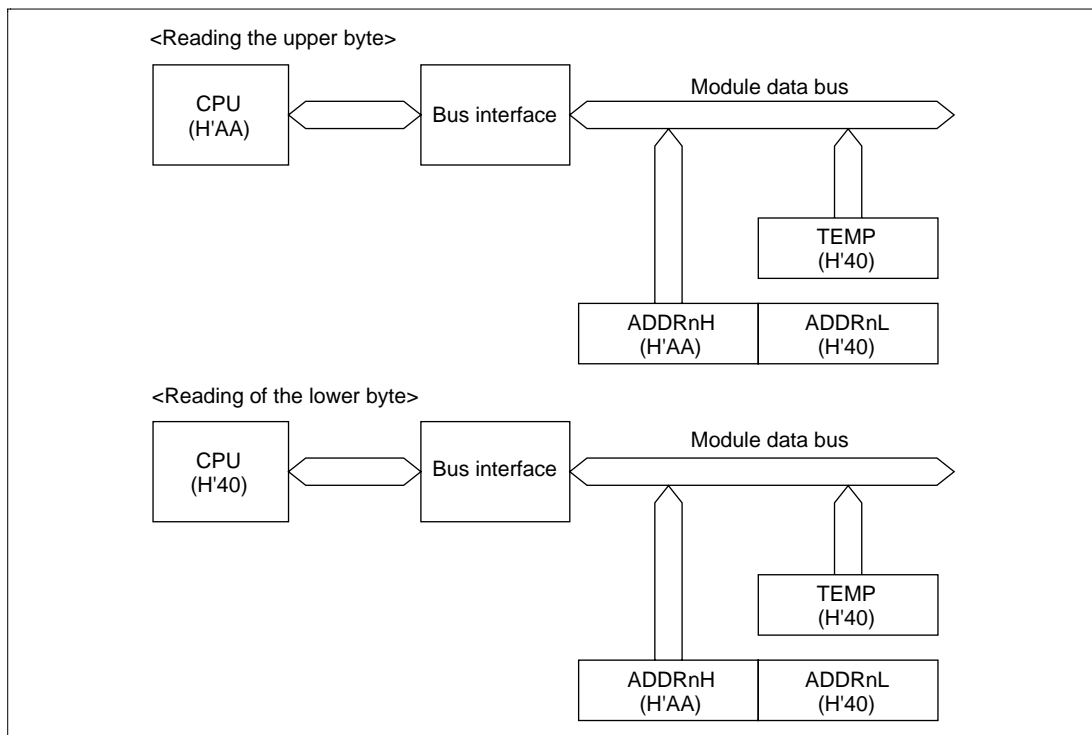 <Reading the upper byte>
CPU
(H'AA)
Bus interface
Module data bus
TEMP
(H'40)
ADDRnH
(H'AA)
ADDRnL
(H'40)
<Reading of the lower byte>
CPU
(H'40)
Bus interface
Module data bus
TEMP
(H'40)
ADDRnH
(H'AA)
ADDRnL
(H'40)